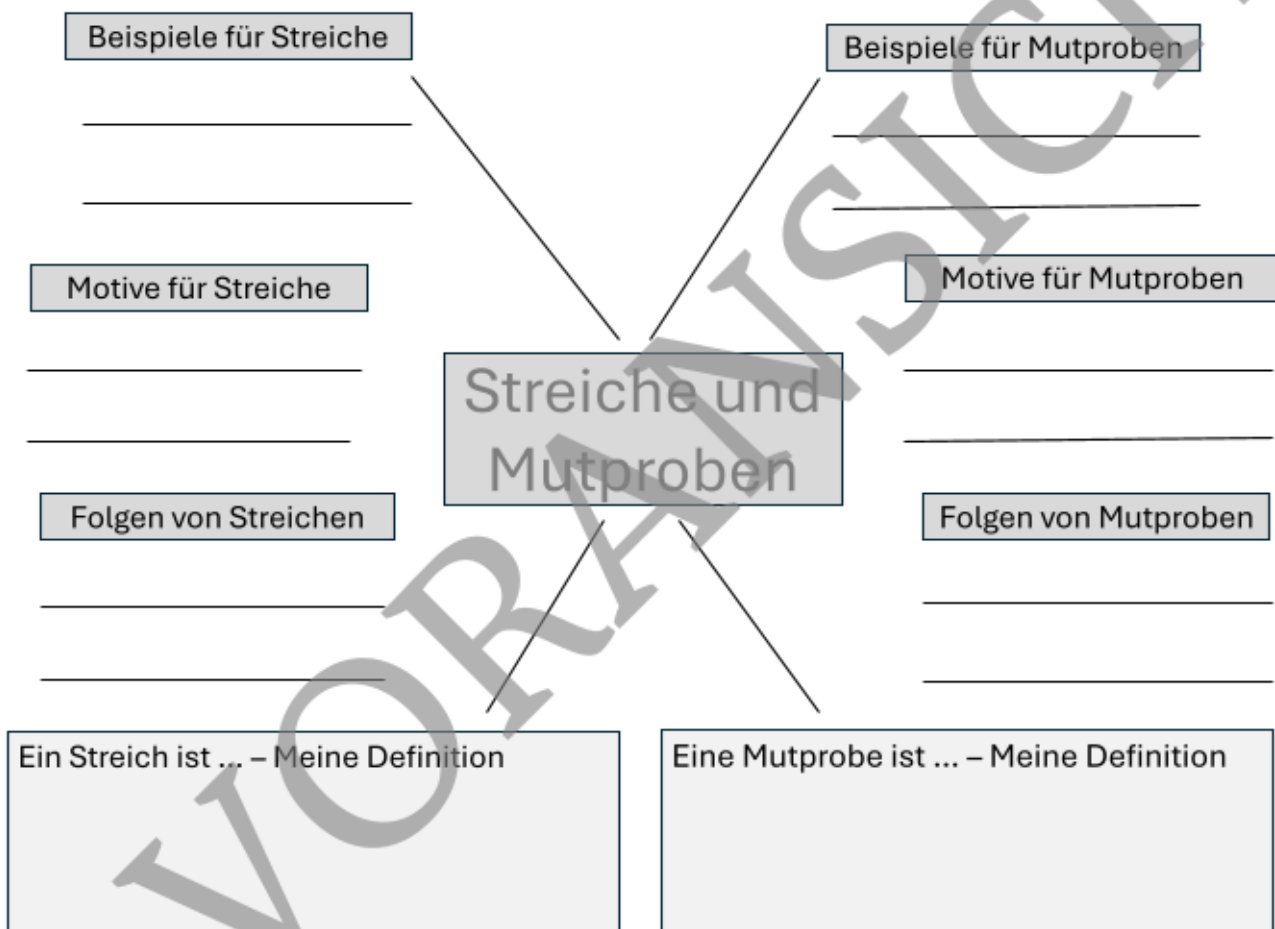 Beispiele für Streiche
Beispiele für Mutproben
Motive für Streiche
Motive für Mutproben
Streiche und
Mutproben
Folgen von Streichen
Folgen von Mutproben
Ein Streich ist ... – Meine Definition
Eine Mutprobe ist ... – Meine Definition
VORANSICHT